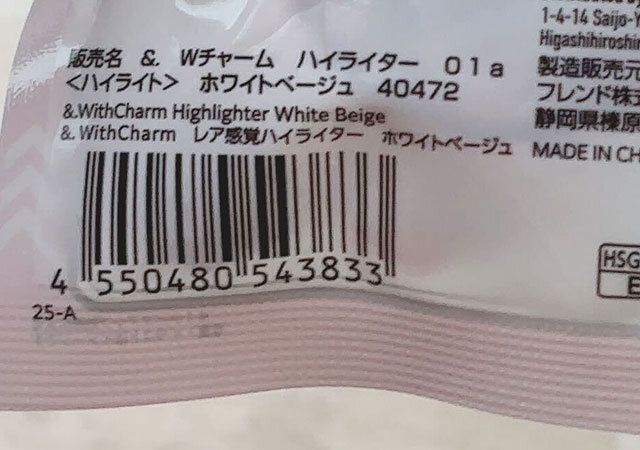 販売名 &. Wチャーム ハイライター 01a
<ハイライト> ホワイトベージュ 40472
&.WithCharm Highlighter White Beige
&. WithCharm レア感覚ハイライター ホワイトベージュ
4 550480 543833
25-A
1-4-14 Saijo-Y
Higashihiroshi
製造販売元
フレンド株式
静岡県榛原
MADE IN CH
HSG
E